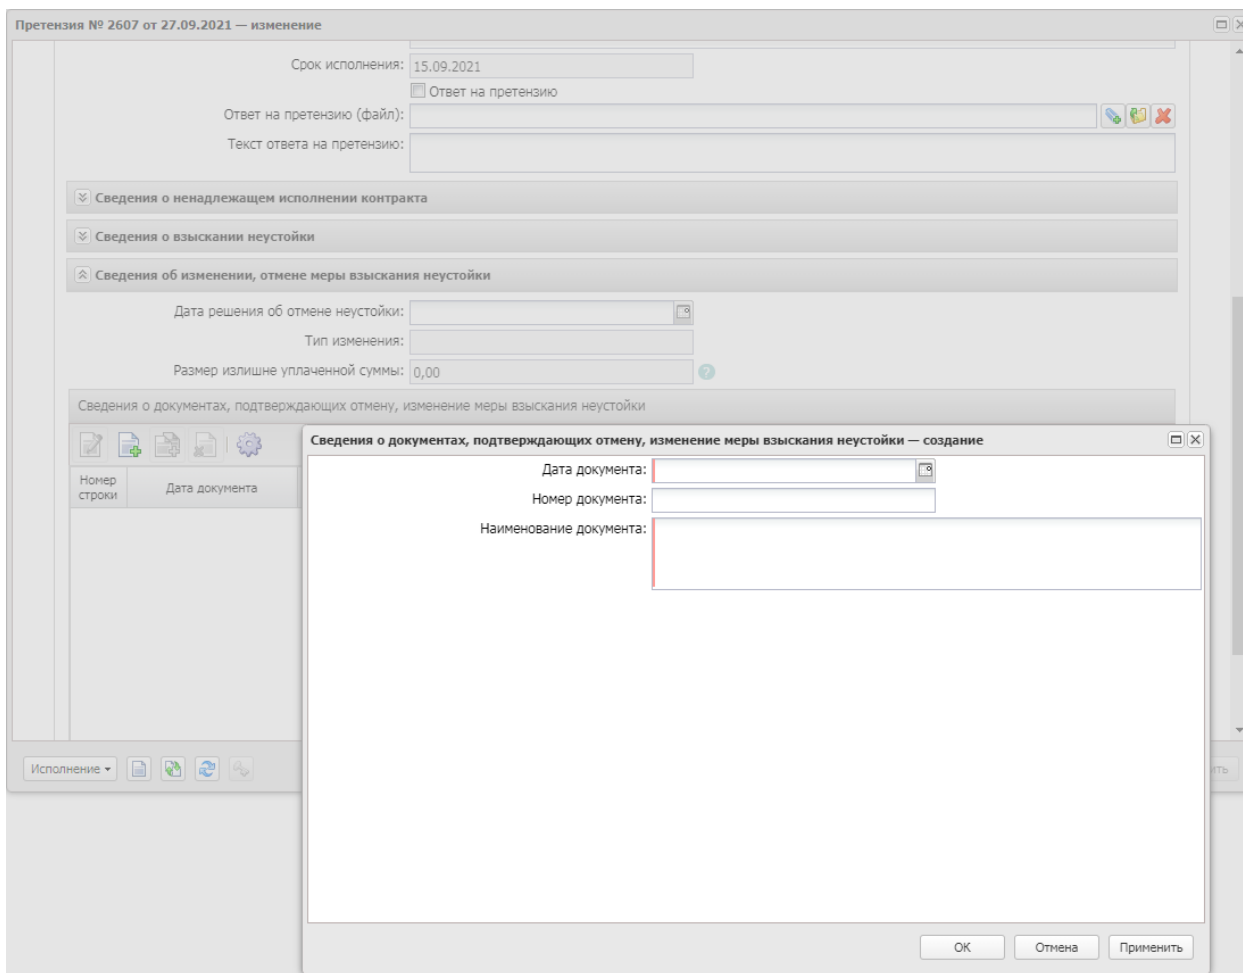 Претензия № 2607 от 27.09.2021 — изменение
Срок исполнения: 15.09.2021
Ответ на претензию
Ответ на претензию (файл):
Текст ответа на претензию:
Сведения о ненадлежащем исполнении контракта
Сведения о взыскании неустойки
Сведения об изменении, отмене меры взыскания неустойки
Дата решения об отмене неустойки:
Тип изменения:
Размер излишне уплаченной суммы: 0,00 ?
Сведения о документах, подтверждающих отмену, изменение меры взыскания неустойки
Номер строки
Дата документа
Сведения о документах, подтверждающих отмену, изменение меры взыскания неустойки — создание
Дата документа:
Номер документа:
Наименование документа:
Исполнение
OK Отмена Применить